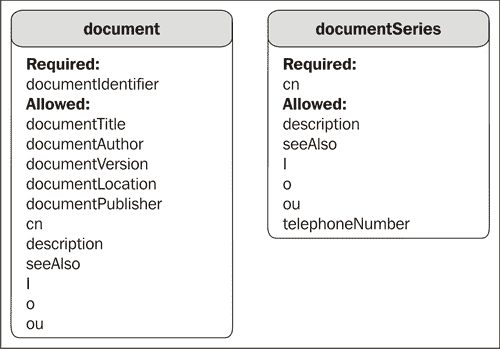 document
Required:
documentIdentifier
Allowed:
documentTitle
documentAuthor
documentVersion
documentLocation
documentPublisher
cn
description
seeAlso
l
o
ou
documentSeries
Required:
cn
Allowed:
description
seeAlso
l
o
ou
telephoneNumber